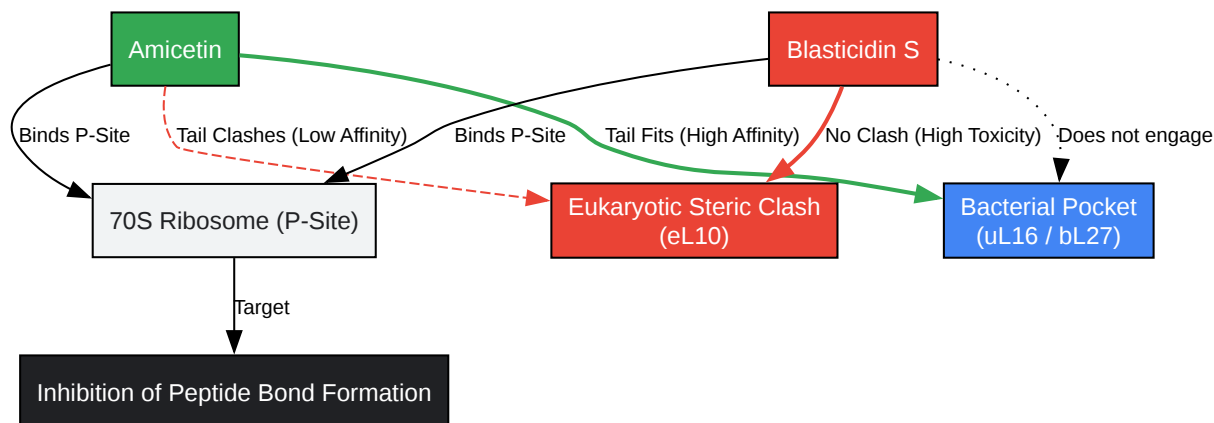 Amicetin
Blasticidin S
Binds P-Site
Tail Clashes (Low Affinity)
Binds P-Site
Tail Fits (High Affinity)
No Clash (High Toxicity)
Does not engage
70S Ribosome (P-Site)
Eukaryotic Steric Clash
(eL10)
Bacterial Pocket
(uL16 / bL27)
Target
Inhibition of Peptide Bond Formation